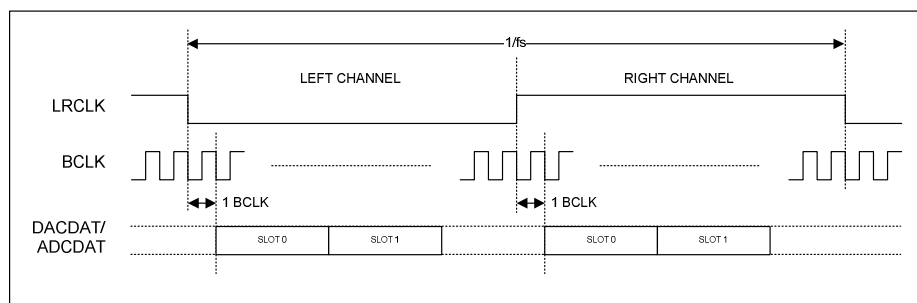 1/fs
LEFT CHANNEL
RIGHT CHANNEL
LRCLK
BCLK
1 BCLK
1 BCLK
DACDAT/
ADCDAT
SLOT 0
SLOT 1
SLOT 0
SLOT 1